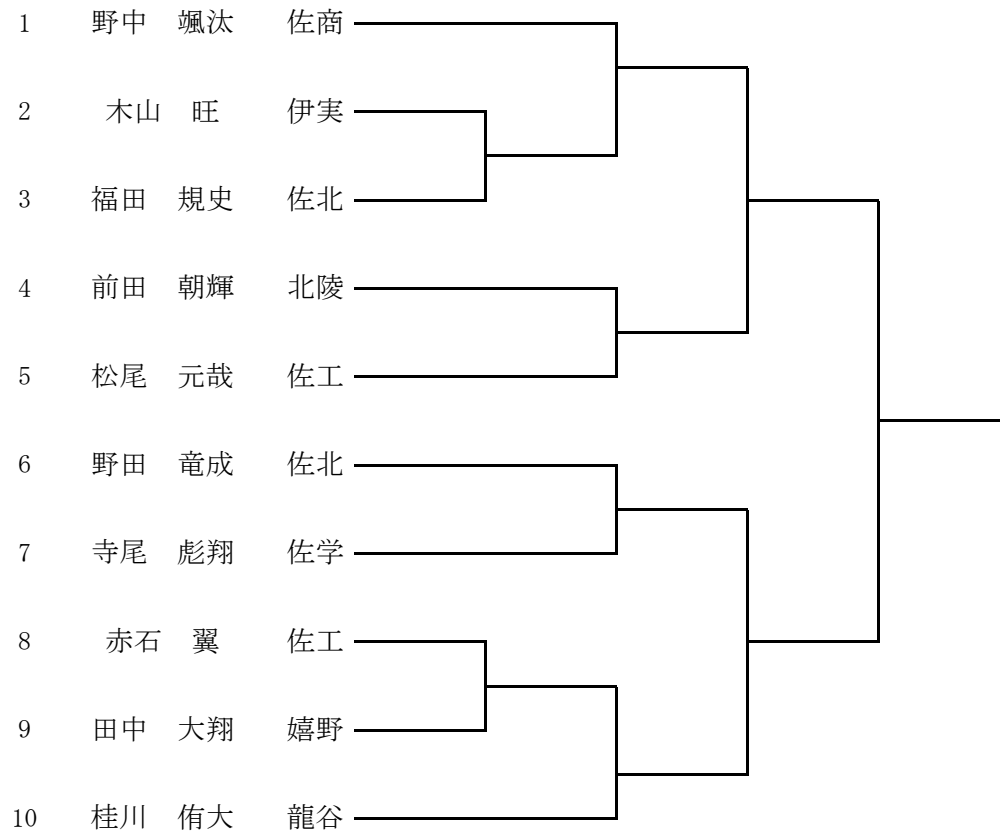 1 野中 颯汰 佐商
2 木山 旺 伊実
3 福田 規史 佐北
4 前田 朝輝 北陵
5 松尾 元哉 佐工
6 野田 竜成 佐北
7 寺尾 彪翔 佐学
8 赤石 翼 佐工
9 田中 大翔 嬉野
10 桂川 侑大 龍谷